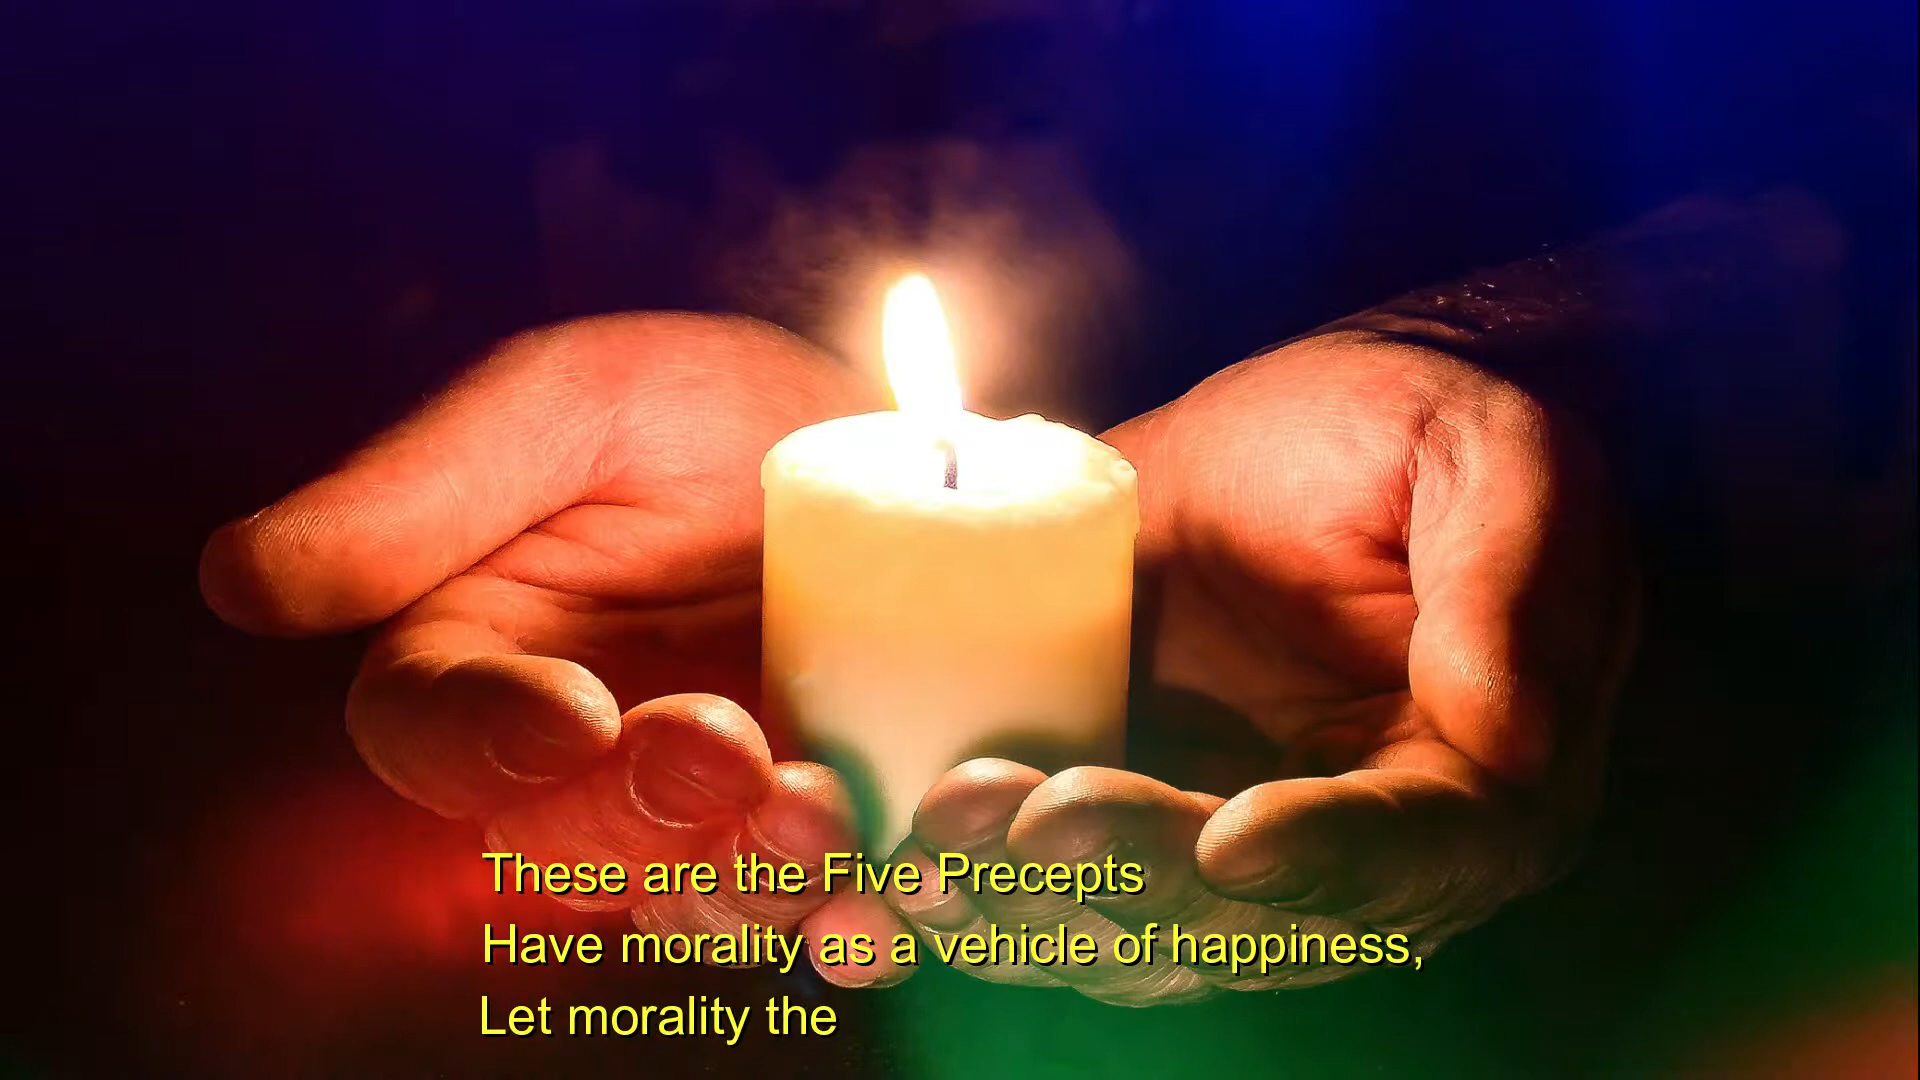 These are the Five Precepts
Have morality as a vehicle of happiness,
Let morality the